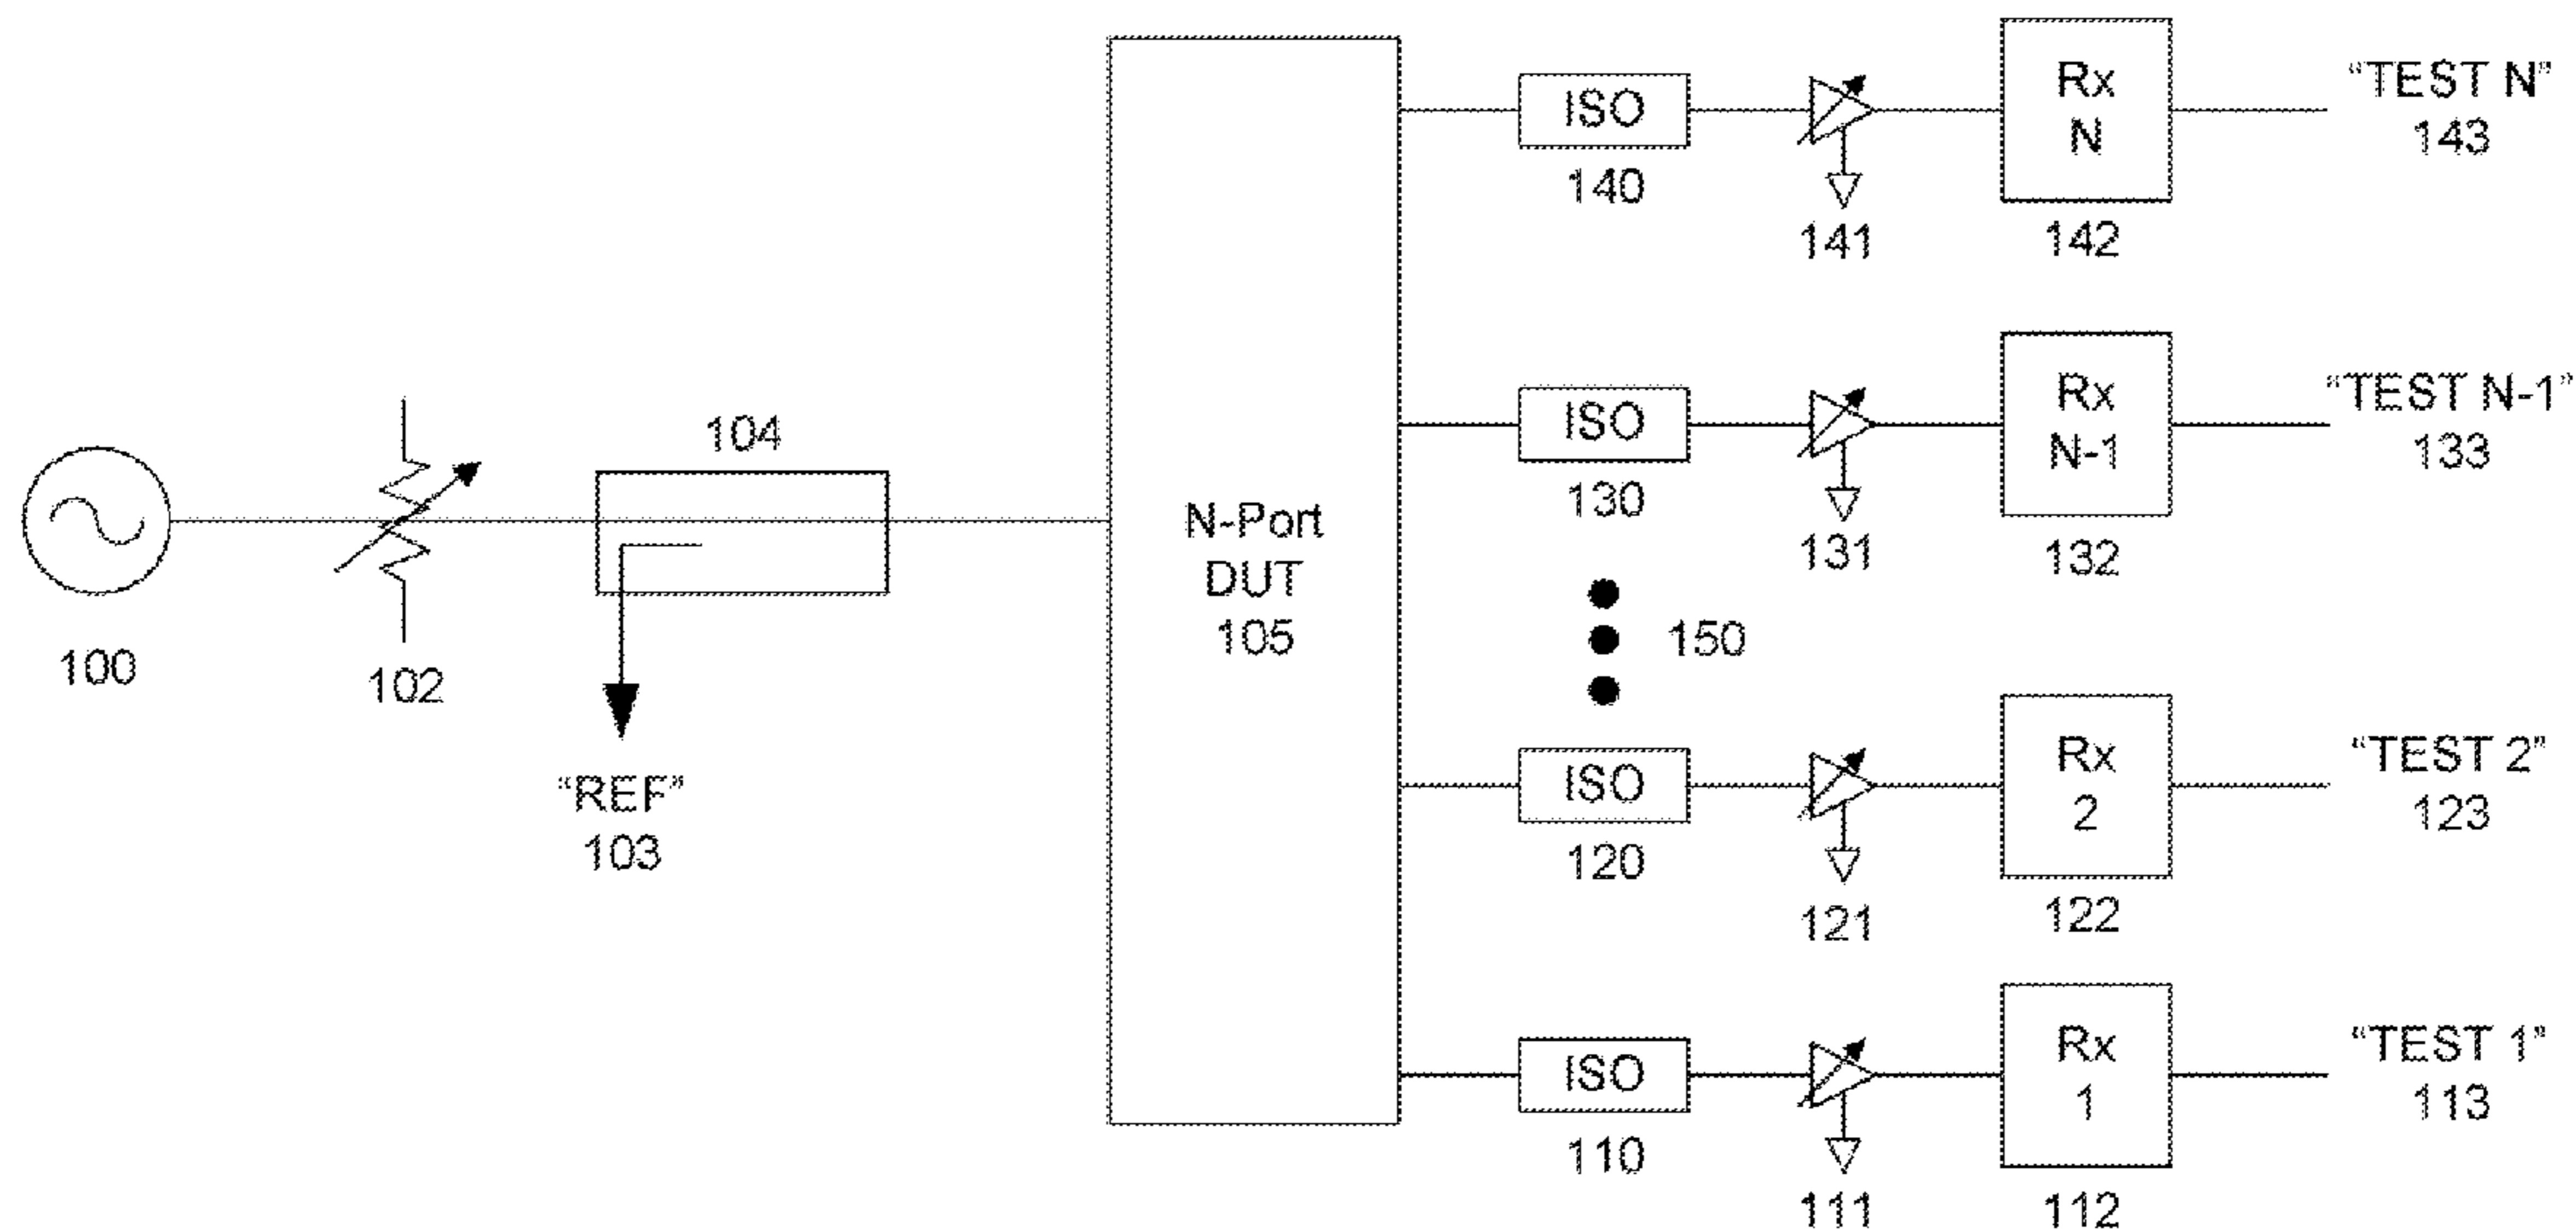 ISO
140
141
Rx
N
142
“TEST N”
143
ISO
130
131
Rx
N-1
132
“TEST N-1”
133
100
102
104
“REF”
103
N-Port
DUT
105
150
ISO
120
121
Rx
2
122
“TEST 2”
123
ISO
110
111
Rx
1
112
“TEST 1”
113